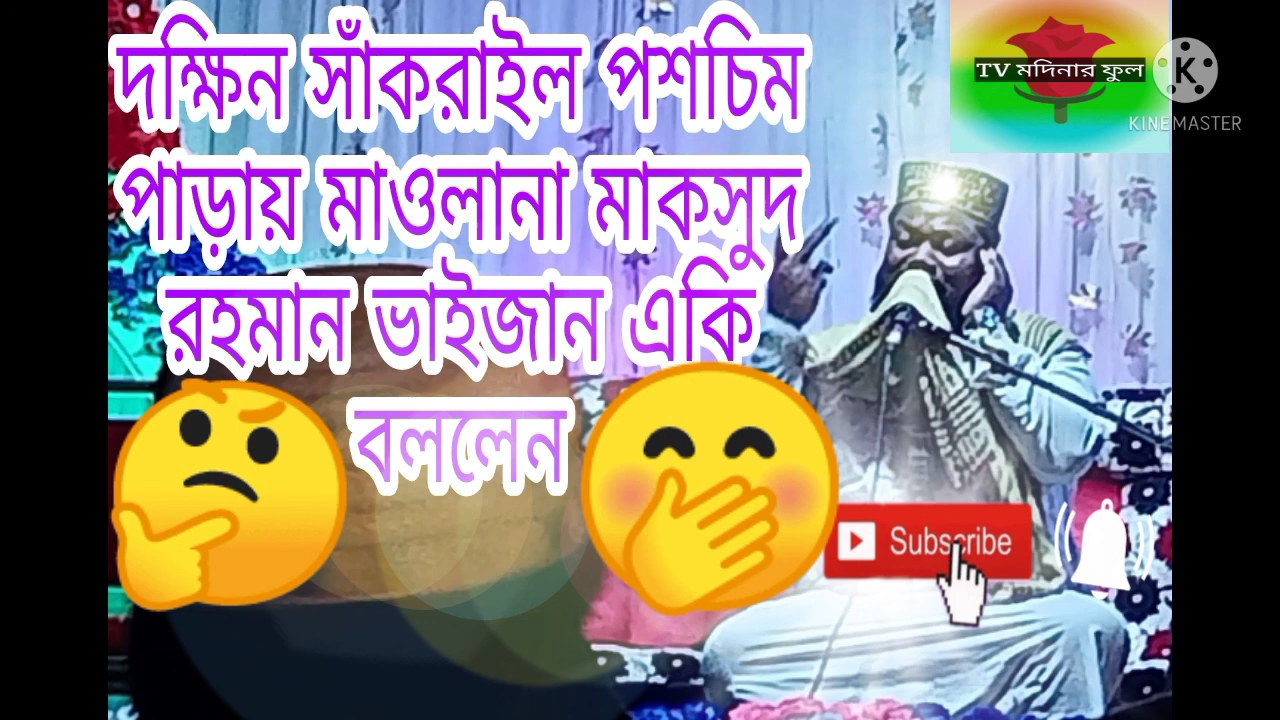 দক্ষিন সাঁকরাইল পশচিম
পাড়ায় মাওলানা মাকসুদ
রহমান ভাইজান একি
বললেন
TV মদিনার ফুল
K
KINEMASTER
Subscribe